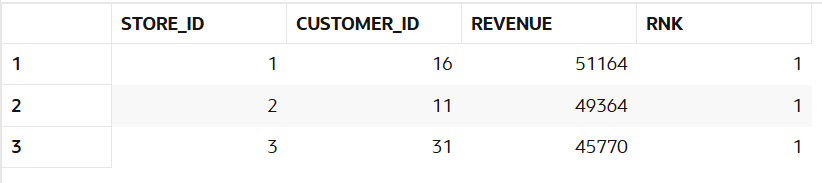 STORE_ID CUSTOMER_ID REVENUE RNK
1 1 16 51164 1
2 2 11 49364 1
3 3 31 45770 1